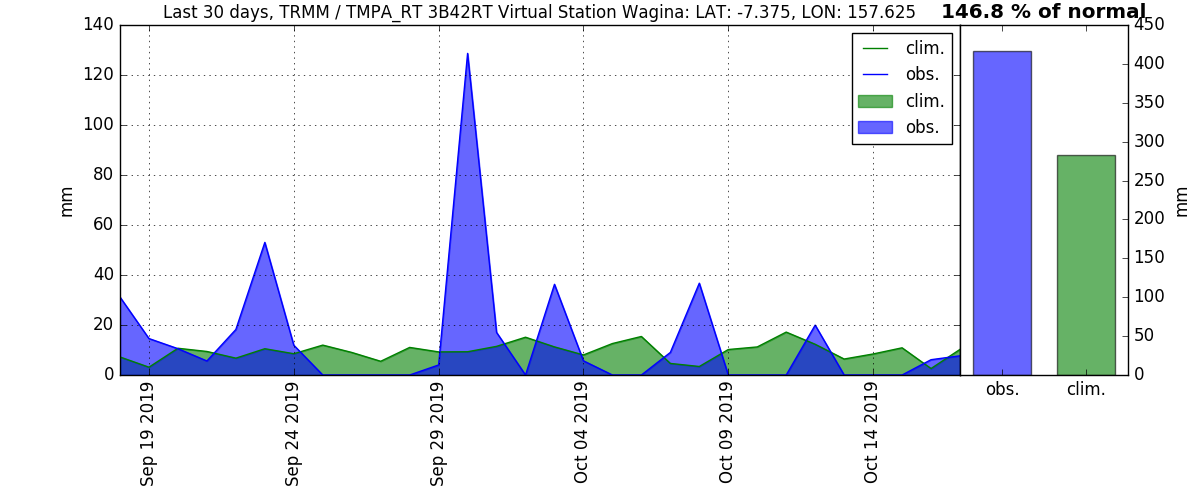 Last 30 days, TRMM / TMPA_RT 3B42RT Virtual Station Wagina: LAT: -7.375, LON: 157.625
146.8 % of normal
mm
140
120
100
80
60
40
20
0
clim.
obs.
clim.
obs.
Sep 19 2019
Sep 24 2019
Sep 29 2019
Oct 04 2019
Oct 09 2019
Oct 14 2019
450
400
350
300
250
200
150
100
50
0
mm
obs.
clim.